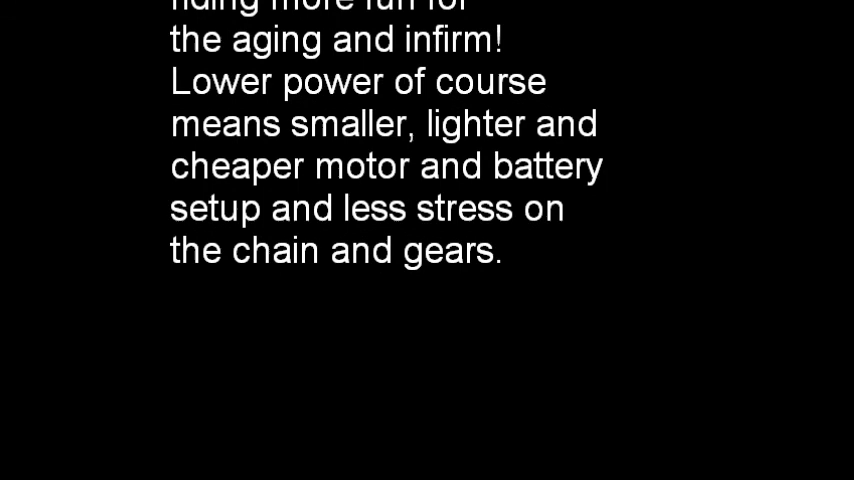 riding more fun for
the aging and infirm!
Lower power of course
means smaller, lighter and
cheaper motor and battery
setup and less stress on
the chain and gears.